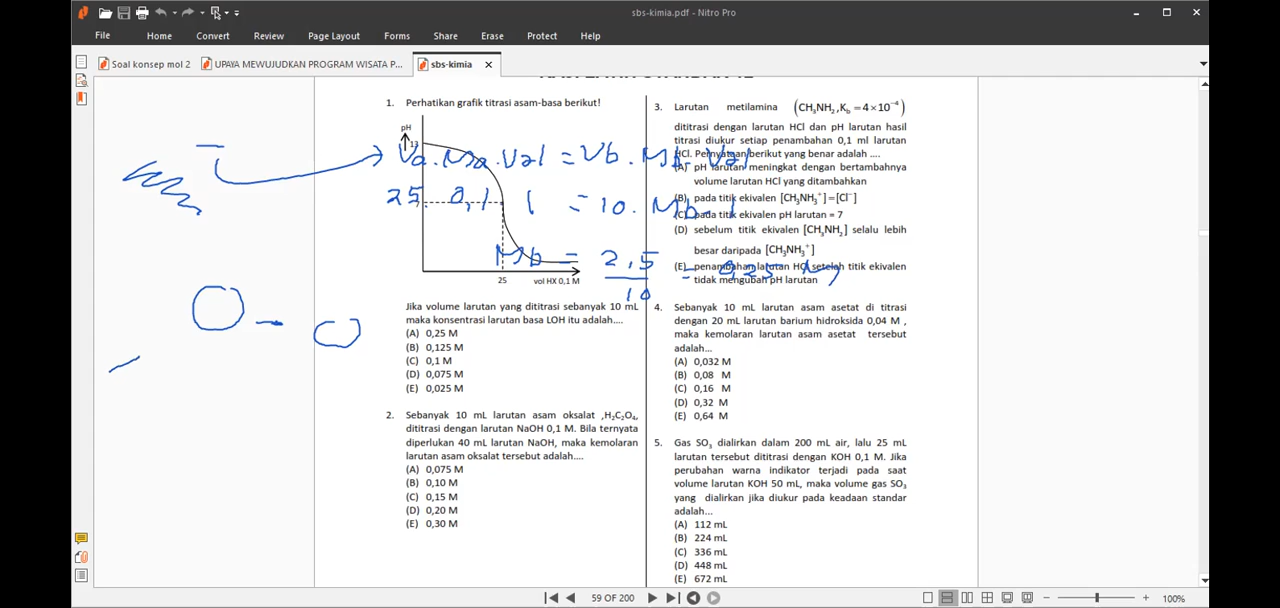 sbs-kimia.pdf - Nitro Pro
File Home Convert Review Page Layout Forms Share Erase Protect Help
Soal konsep mol 2 UPAYA MEWUJUDKAN PROGRAM WISATA P... sbs-kimia
1. Perhatikan grafik titrasi asam-basa berikut!
pH
13
7
25 vol HX 0,1 M
Va.Ma.Val = Vb.Mb.Val
25. 0,1 1 = 10. Mb-1
Mb = 2,5
10
= 0,25 M
Jika volume larutan yang dititrasi sebanyak 10 mL
maka konsentrasi larutan basa LOH itu adalah....
(A) 0,25 M
(B) 0,125 M
(C) 0,1 M
(D) 0,075 M
(E) 0,025 M
2. Sebanyak 10 mL larutan asam oksalat ,H₂C₂O₄,
dititrasi dengan larutan NaOH 0,1 M. Bila ternyata
diperlukan 40 mL larutan NaOH, maka kemolaran
larutan asam oksalat tersebut adalah....
(A) 0,075 M
(B) 0,10 M
(C) 0,15 M
(D) 0,20 M
(E) 0,30 M
3. Larutan metilamina (CH₃NH₂,K_b = 4×10⁻⁴)
dititrasi dengan larutan HCl dan pH larutan hasil
titrasi diukur setiap penambahan 0,1 ml larutan
HCl. Pernyataan berikut yang benar adalah ....
(A) pH larutan meningkat dengan bertambahnya
volume larutan HCl yang ditambahkan
(B) pada titik ekivalen [CH₃NH₃⁺]=[Cl⁻]
(C) pada titik ekivalen pH larutan = 7
(D) sebelum titik ekivalen [CH₃NH₂] selalu lebih
besar daripada [CH₃NH₃⁺]
(E) penambahan larutan HCl setelah titik ekivalen
tidak mengubah pH larutan
4. Sebanyak 10 mL larutan asam asetat di titrasi
dengan 20 mL larutan barium hidroksida 0,04 M ,
maka kemolaran larutan asam asetat tersebut
adalah...
(A) 0,032 M
(B) 0,08 M
(C) 0,16 M
(D) 0,32 M
(E) 0,64 M
5. Gas SO₃ dialirkan dalam 200 mL air, lalu 25 mL
larutan tersebut dititrasi dengan KOH 0,1 M. Jika
perubahan warna indikator terjadi pada saat
volume larutan KOH 50 mL, maka volume gas SO₃
yang dialirkan jika diukur pada keadaan standar
adalah...
(A) 112 mL
(B) 224 mL
(C) 336 mL
(D) 448 mL
(E) 672 mL
59 OF 200
100%